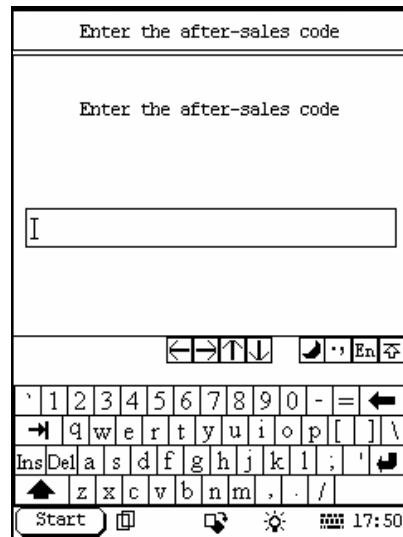 Enter the after-sales code
Enter the after-sales code
En
` 1 2 3 4 5 6 7 8 9 0 - =
q w e r t y u i o p [ ] \
Ins Del a s d f g h j k l ; '
z x c v b n m , . /
Start 17:50